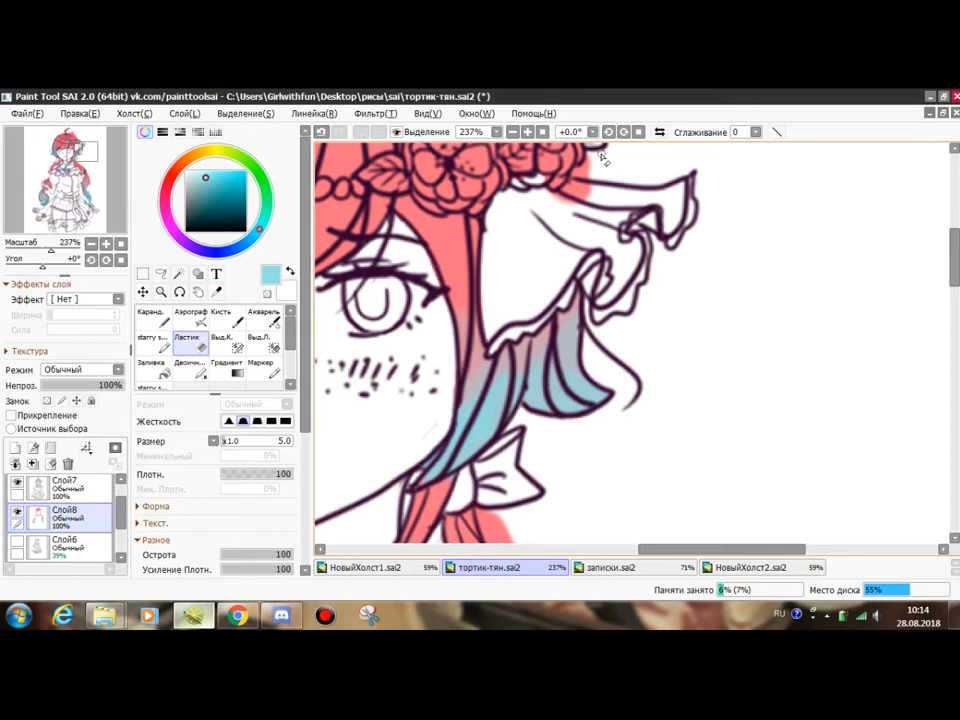 Paint Tool SAI 2 (64bit) vk.com/painttoolsai - C:\Users\Girlwithfun\Desktop\рисы\sai\тортик-тян.sai2 (*)
Файл(F) Правка(E) Холст(C) Слой(L) Выделение(S) Линейка(R) Фильтр(T) Вид(V) Окно(W) Помощь(H)
Выделение 237% +0.0° Сглаживание 0
Масштаб 237%
Угол +0°
Эффекты слоя
Эффект [ Нет ]
Ширина 1
Сила
Текстура
Режим Обычный
Непроз. 100%
Замок
Прикрепление
Источник выбора
Слой7
Обычный
100%
Слой8
Обычный
100%
Слой6
Обычный
39%
T
Каранд. Аэрограф Кисть Акварель
starry s... Ластик Выд.К. Выд.Л.
Заливка Двоичн... Градиент Маркер
starry s...
Режим Обычный
Жесткость
Размер x1.0 5.0
Минимальный 0%
Плотн. 100
Мин. Плотн. 0%
Форма
Текст.
Разное
Острота 100
Усиление Плотн. 100
НовыйХолст1.sai2 59% тортик-тян.sai2 237% записки.sai2 71% НовыйХолст2.sai2 59%
Памяти занято 6% (7%) Место диска 55%
RU 10:14
28.08.2018